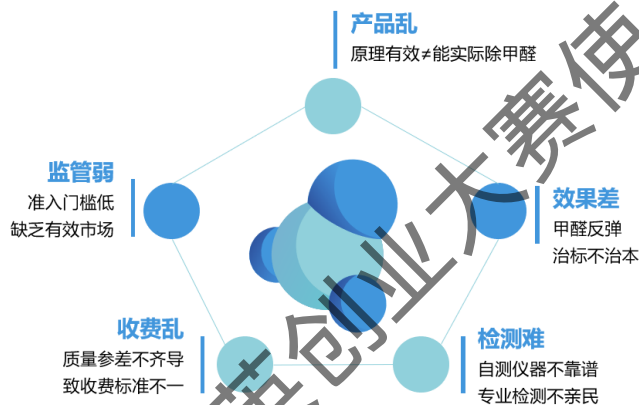 产品乱
原理有效≠能实际除甲醛
监管弱
准入门槛低
缺乏有效市场
效果差
甲醛反弹
治标不治本
收费乱
质量参差不齐导
致收费标准不一
检测难
自测仪器不靠谱
专业检测不亲民
英创业大赛使